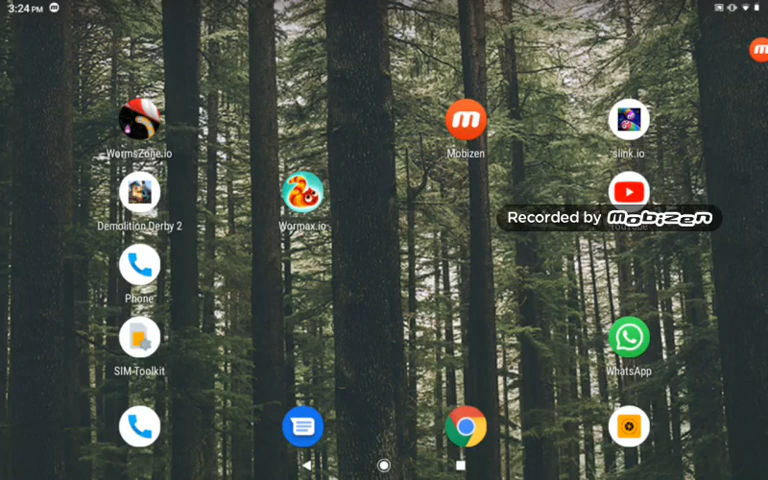 3:24 PM
WormsZone.io
Mobizen
slink.io
Demolition Derby 2
Wormax.io
Recorded by Mobizen
YouTube
Phone
SIM Toolkit
WhatsApp